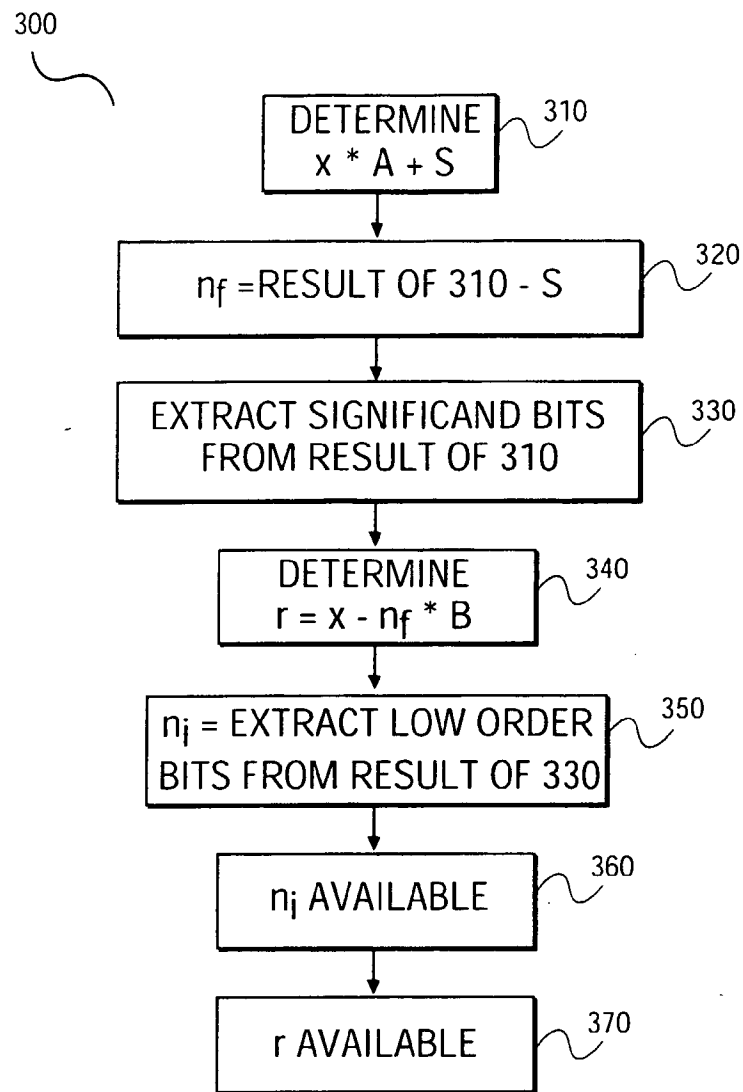 300
DETERMINE
x * A + S
310
nf =RESULT OF 310 - S
320
EXTRACT SIGNIFICAND BITS
FROM RESULT OF 310
330
DETERMINE
r = x - nf * B
340
ni = EXTRACT LOW ORDER
BITS FROM RESULT OF 330
350
ni AVAILABLE
360
r AVAILABLE
370